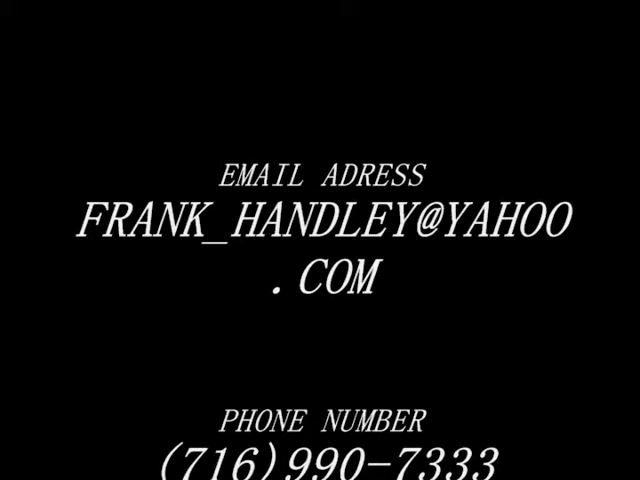 EMAIL ADRESS
FRANK_HANDLEY@YAHOO
.COM
PHONE NUMBER
(716)990-7333